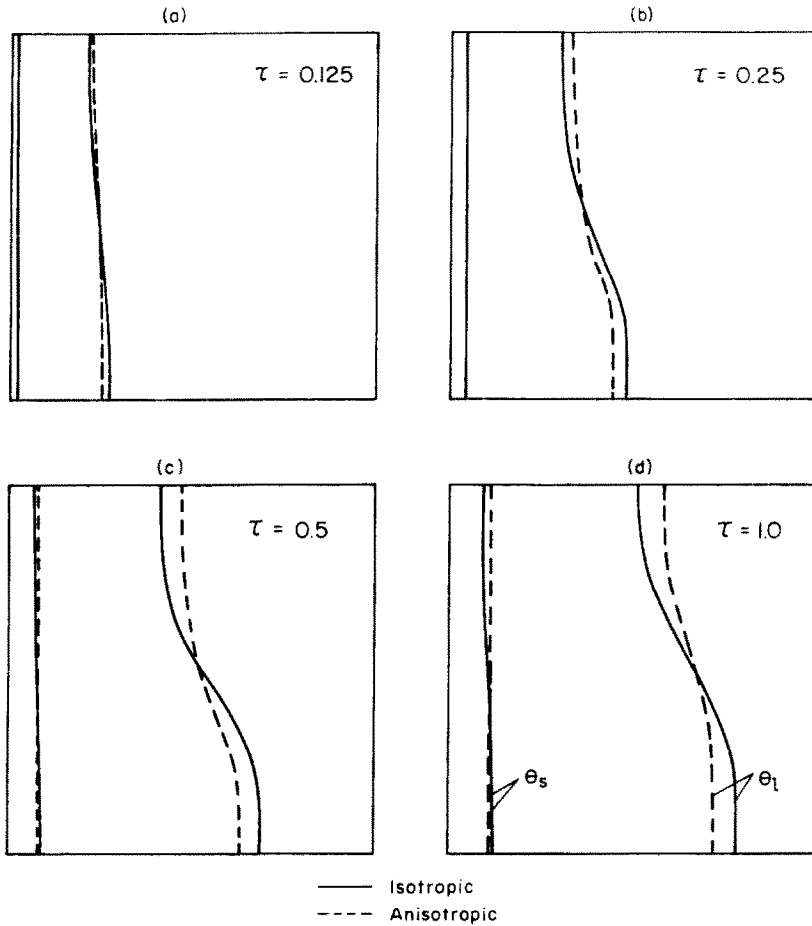 (a)
τ = 0.125
(b)
τ = 0.25
(c)
τ = 0.5
(d)
τ = 1.0
θs
θl
Isotropic
Anisotropic